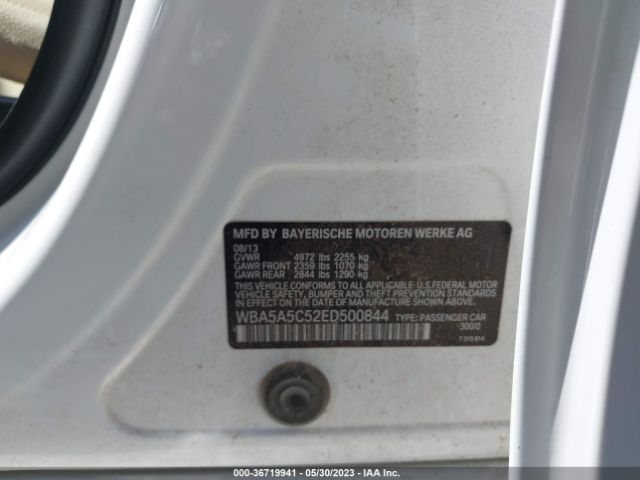 MFD BY BAYERISCHE MOTOREN WERKE AG
08/13
GVWR 4972 lbs 2255 kg
GAWR FRONT 2359 lbs 1070 kg
GAWR REAR 2844 lbs 1290 kg
THIS VEHICLE CONFORMS TO ALL APPLICABLE U.S.FEDERAL
MOTOR VEHICLE SAFETY, BUMPER AND THEFT PREVENTION STANDARDS
IN EFFECT ON THE DATE OF MANUFACTURE SHOWN ABOVE.
WBA5A5C52ED500844 TYPE: PASSENGER CAR
300/0
000-36719941 - 05/30/2023 - IAA Inc.